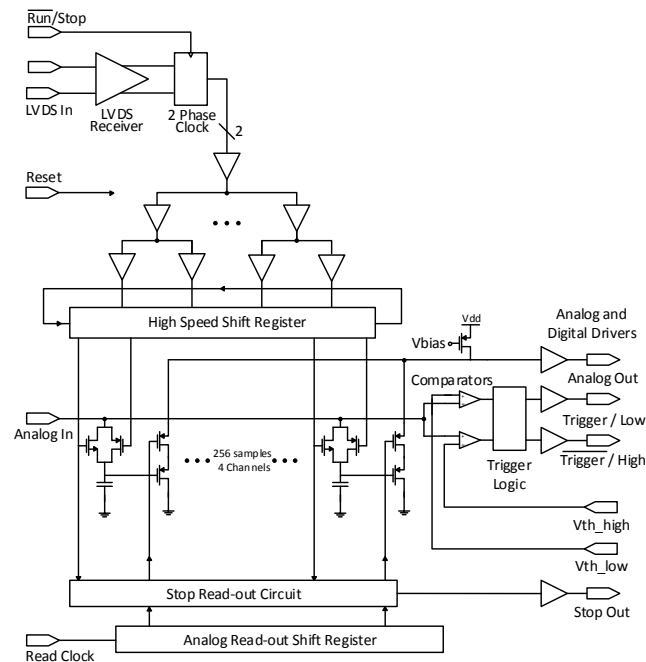 Run/Stop
LVDS In
LVDS
Receiver
2 Phase
Clock
2
Reset
High Speed Shift Register
Vdd
Vbias
Analog and
Digital Drivers
Analog Out
Comparators
Analog In
Trigger / Low
Trigger / High
Trigger
Logic
256 samples
4 Channels
Vth_high
Vth_low
Stop Read-out Circuit
Stop Out
Analog Read-out Shift Register
Read Clock